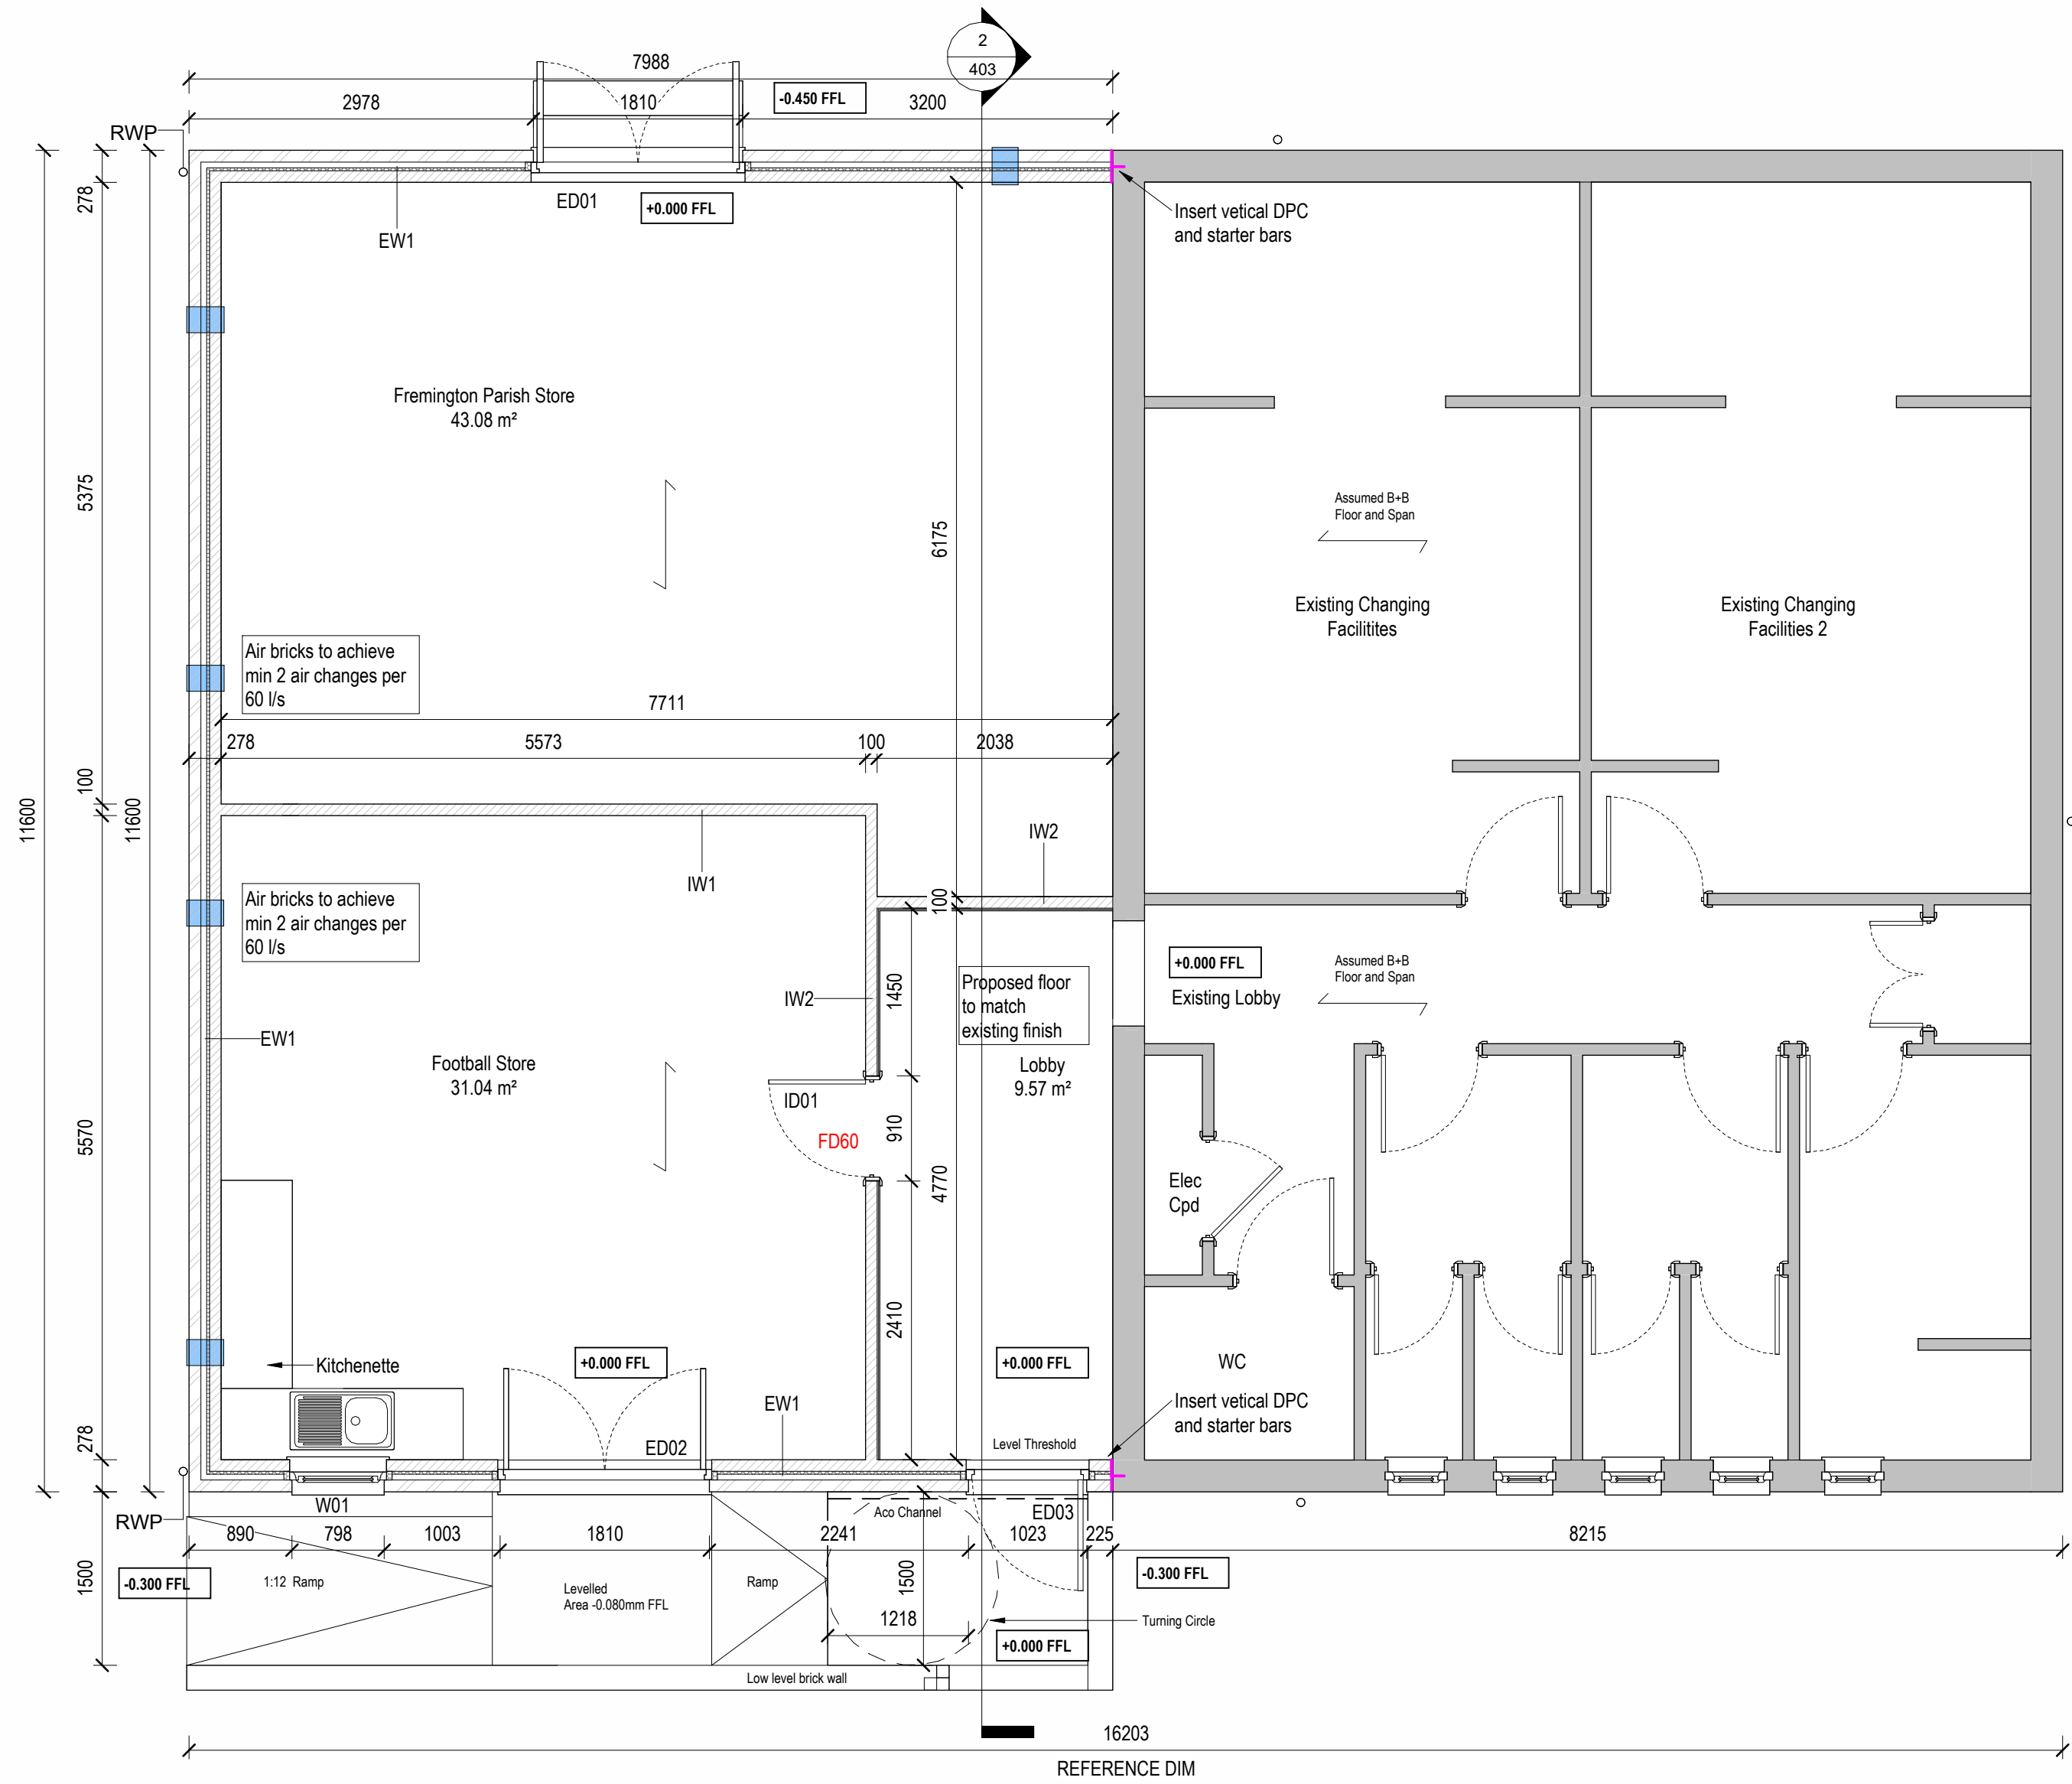 2
403
7988
2978
1810
-0.450 FFL
3200
RWP
278
ED01
+0.000 FFL
EW1
Insert vetical DPC
and starter bars
Fremington Parish Store
43.08 m²
5375
6175
Assumed B+B
Floor and Span
Existing Changing
Facilitites
Existing Changing
Facilities 2
Air bricks to achieve
min 2 air changes per
60 l/s
7711
278
5573
100
2038
100
11600
11600
IW2
IW1
100
Air bricks to achieve
min 2 air changes per
60 l/s
1450
IW2
Proposed floor
to match
existing finish
+0.000 FFL
Existing Lobby
Assumed B+B
Floor and Span
EW1
Football Store
31.04 m²
Lobby
9.57 m²
ID01
FD60
910
5570
4770
Elec
Cpd
2410
Kitchenette
+0.000 FFL
+0.000 FFL
WC
EW1
Insert vetical DPC
and starter bars
278
ED02
Level Threshold
W01
RWP
Aco Channel
ED03
890
798
1003
1810
2241
1023
225
8215
1500
-0.300 FFL
1:12 Ramp
Levelled
Area -0.080mm FFL
Ramp
1500
-0.300 FFL
1218
Turning Circle
+0.000 FFL
Low level brick wall
16203
REFERENCE DIM